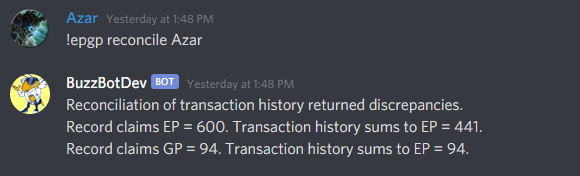 Azar Yesterday at 1:48 PM
!epgp reconcile Azar
BuzzBotDev BOT Yesterday at 1:48 PM
Reconciliation of transaction history returned discrepancies.
Record claims EP = 600. Transaction history sums to EP = 441.
Record claims GP = 94. Transaction history sums to EP = 94.